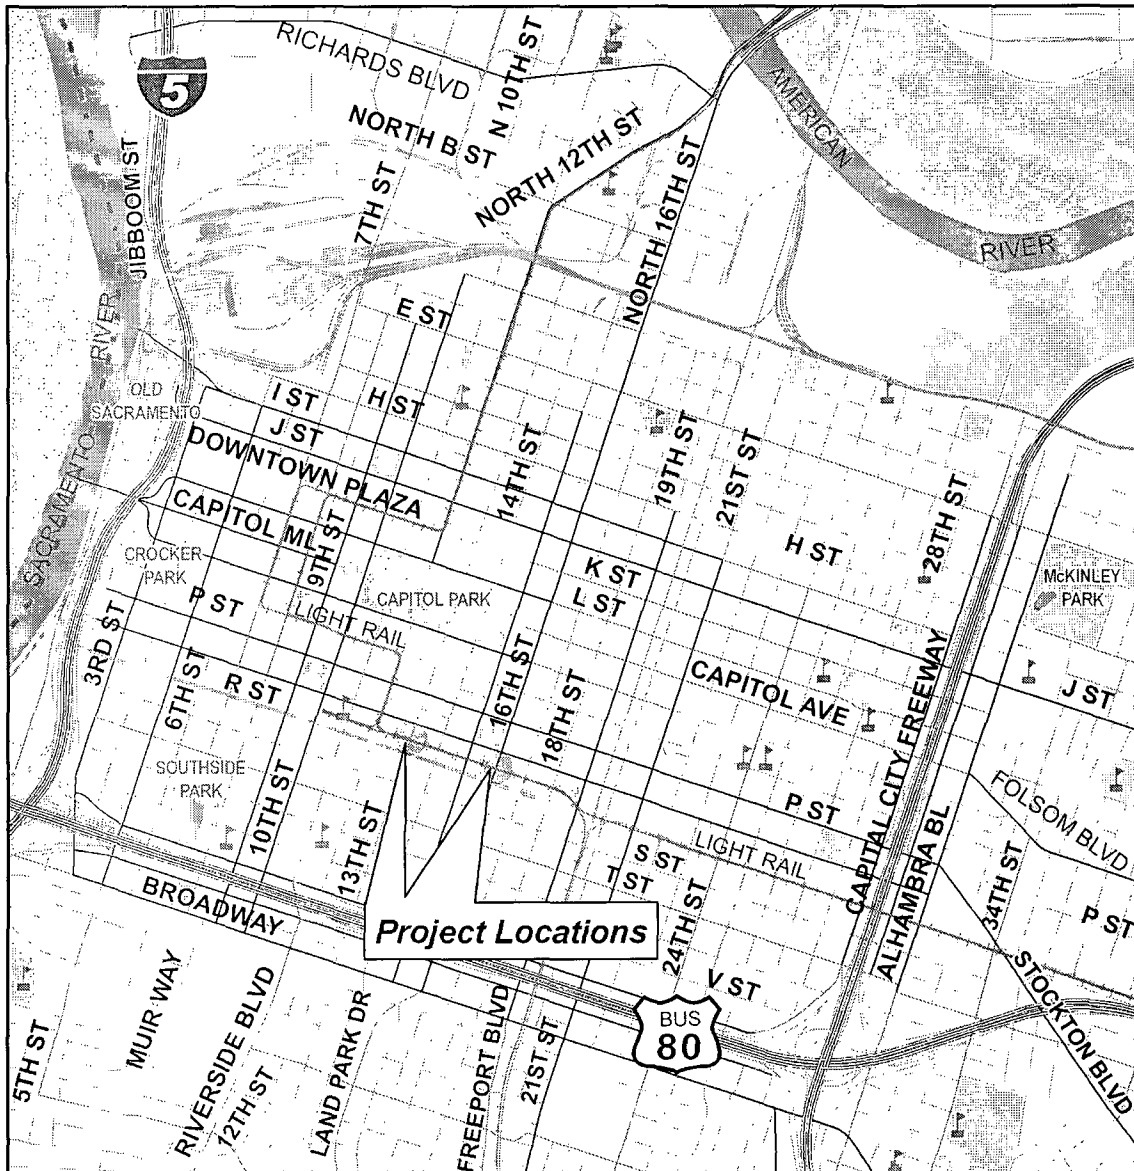 RICHARDS BLVD
N 10TH ST
5
NORTH B ST
NORTH 12TH ST
AMERICAN
RIVER
JIBBOOM ST
7TH ST
NORTH 16TH ST
SACRAMENTO RIVER
E ST
OLD
SACRAMENTO
I ST
H ST
J ST
DOWNTOWN PLAZA
14TH ST
19TH ST
21ST ST
28TH ST
CAPITOL ML
9TH ST
H ST
K ST
L ST
CROCKER
PARK
CAPITOL PARK
McKINLEY
PARK
P ST
LIGHT RAIL
3RD ST
6TH ST
R ST
16TH ST
18TH ST
CAPITOL AVE
J ST
CAPITAL CITY FREEWAY
SOUTHSIDE
PARK
10TH ST
13TH ST
P ST
LIGHT RAIL
FOLSOM BLVD
S ST
T ST
ALHAMBRA BL
34TH ST
P ST
BROADWAY
Project Locations
24TH ST
V ST
STOCKTON BLVD
BUS
80
5TH ST
MUIR WAY
RIVERSIDE BLVD
12TH ST
LAND PARK DR
FREEPORT BLVD
21ST ST